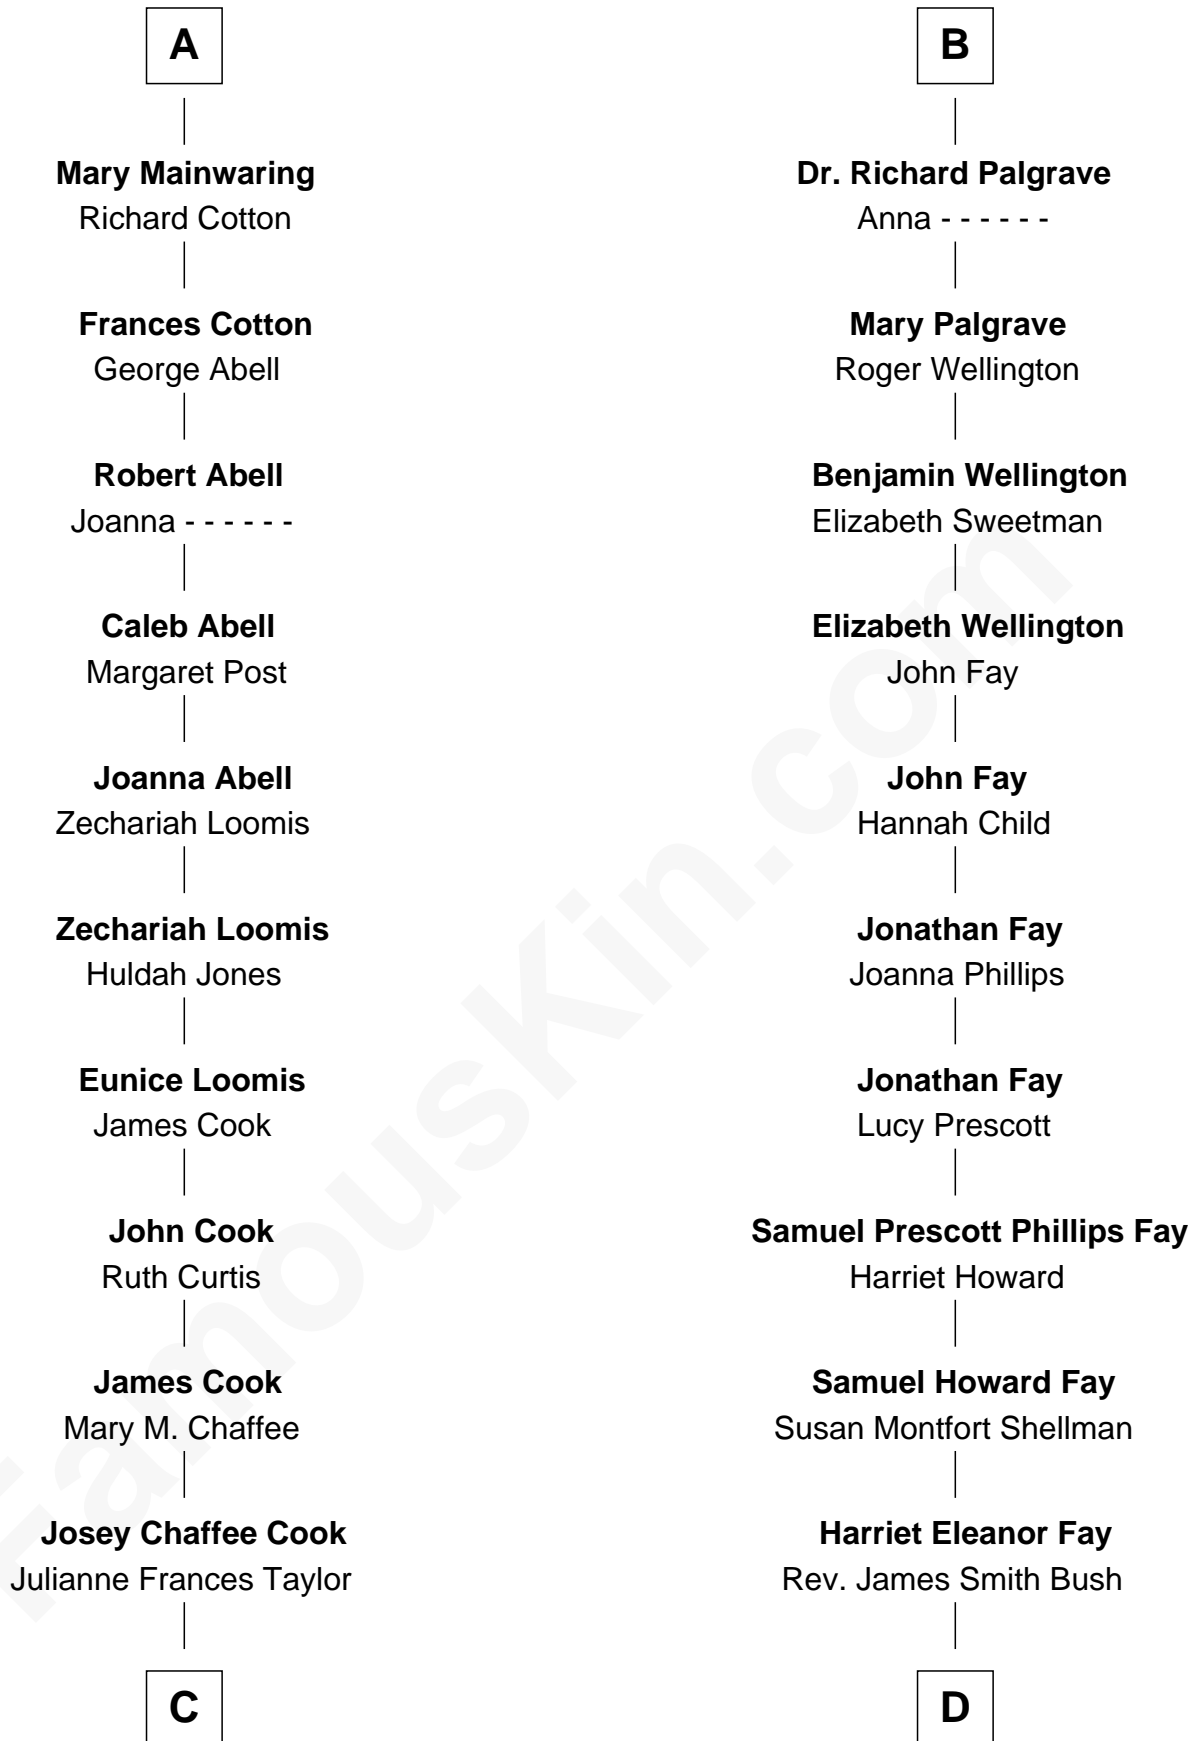 A
Mary Mainwaring
Richard Cotton
Frances Cotton
George Abell
Robert Abell
Joanna - - - - - -
Caleb Abell
Margaret Post
Joanna Abell
Zechariah Loomis
Zechariah Loomis
Huldah Jones
Eunice Loomis
James Cook
John Cook
Ruth Curtis
James Cook
Mary M. Chaffee
Josey Chaffee Cook
Julianne Frances Taylor
C
B
Dr. Richard Palgrave
Anna - - - - - -
Mary Palgrave
Roger Wellington
Benjamin Wellington
Elizabeth Sweetman
Elizabeth Wellington
John Fay
John Fay
Hannah Child
Jonathan Fay
Joanna Phillips
Jonathan Fay
Lucy Prescott
Samuel Prescott Phillips Fay
Harriet Howard
Samuel Howard Fay
Susan Montfort Shellman
Harriet Eleanor Fay
Rev. James Smith Bush
D
FamousKin.com